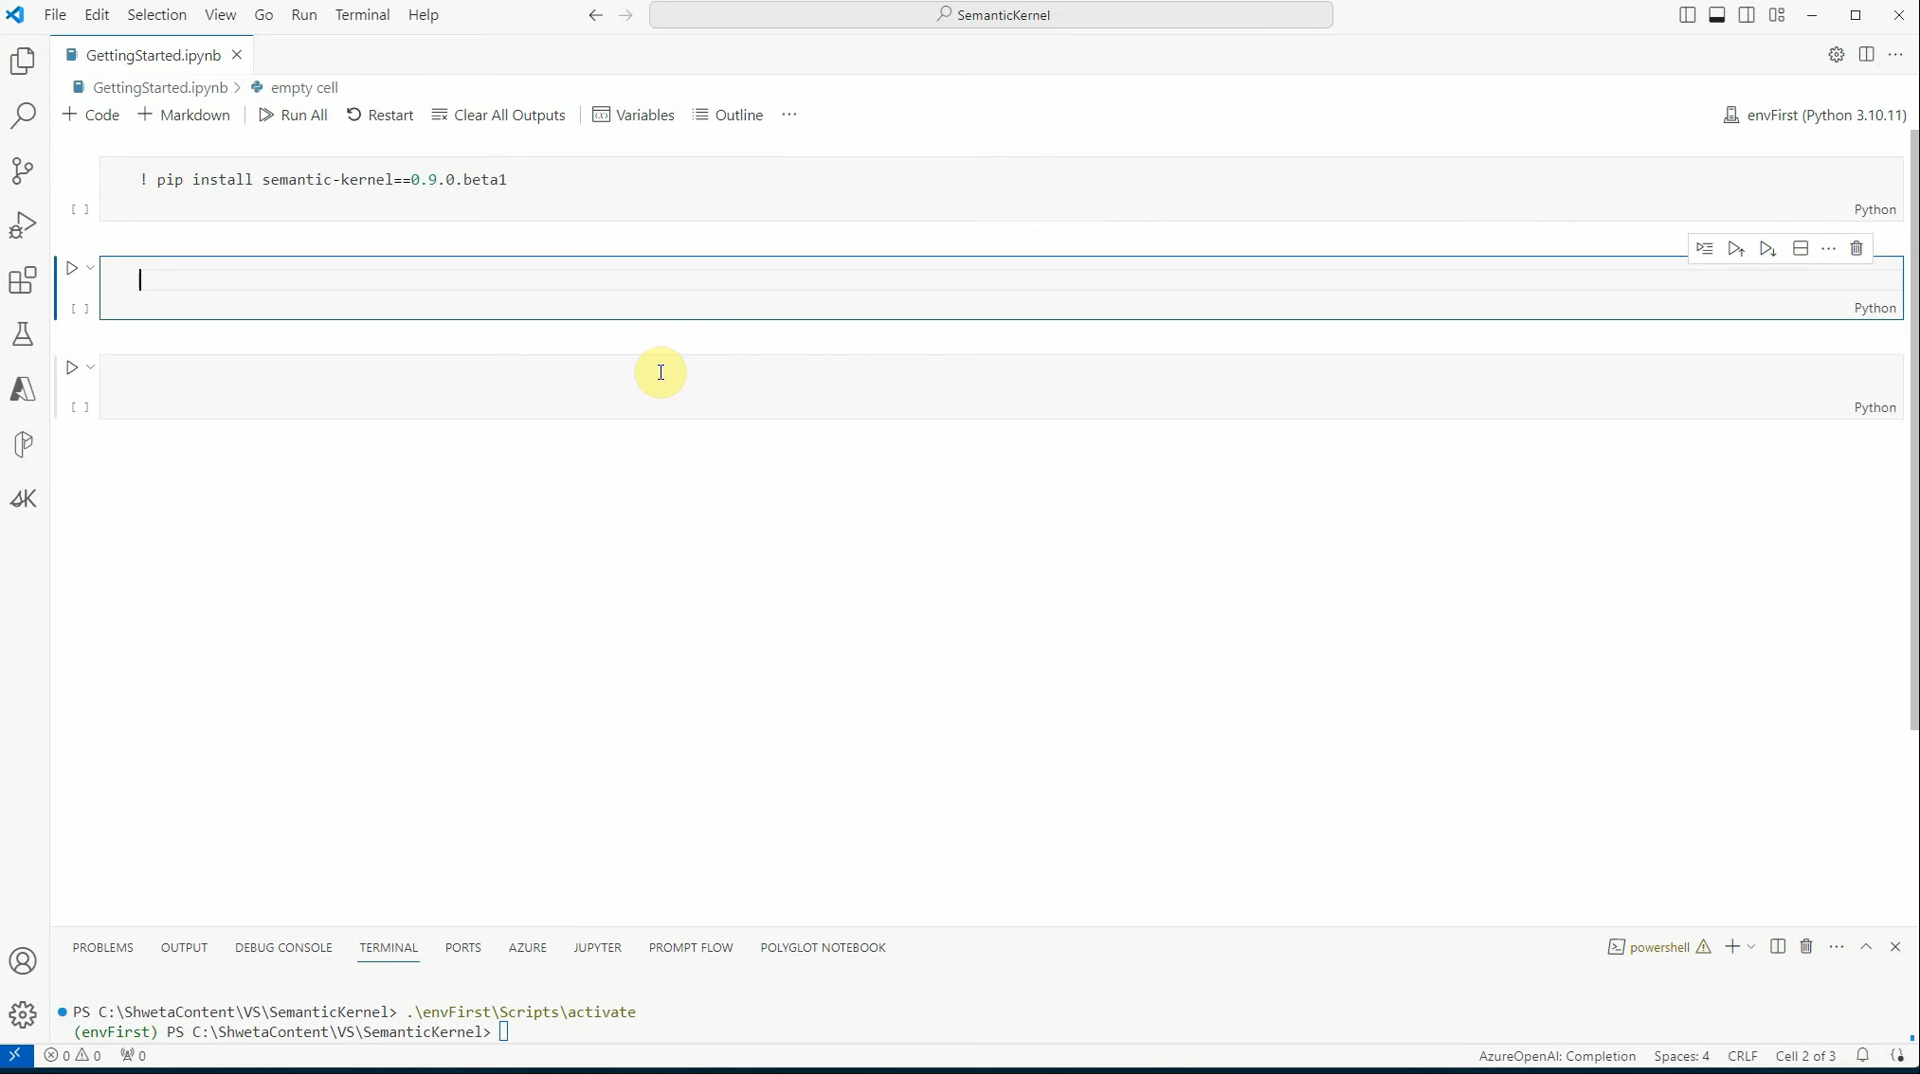 File Edit Selection View Go Run Terminal Help SemanticKernel
GettingStarted.ipynb
GettingStarted.ipynb > empty cell
Code Markdown Run All Restart Clear All Outputs Variables Outline ... envFirst (Python 3.10.11)
! pip install semantic-kernel==0.9.0.beta1
[ ] Python
[ ] Python
[ ] Python
PROBLEMS OUTPUT DEBUG CONSOLE TERMINAL PORTS AZURE JUPYTER PROMPT FLOW POLYGLOT NOTEBOOK powershell
PS C:\ShwetaContent\VS\SemanticKernel> .\envFirst\Scripts\activate
(envFirst) PS C:\ShwetaContent\VS\SemanticKernel>
0 0 0 AzureOpenAI: Completion Spaces: 4 CRLF Cell 2 of 3